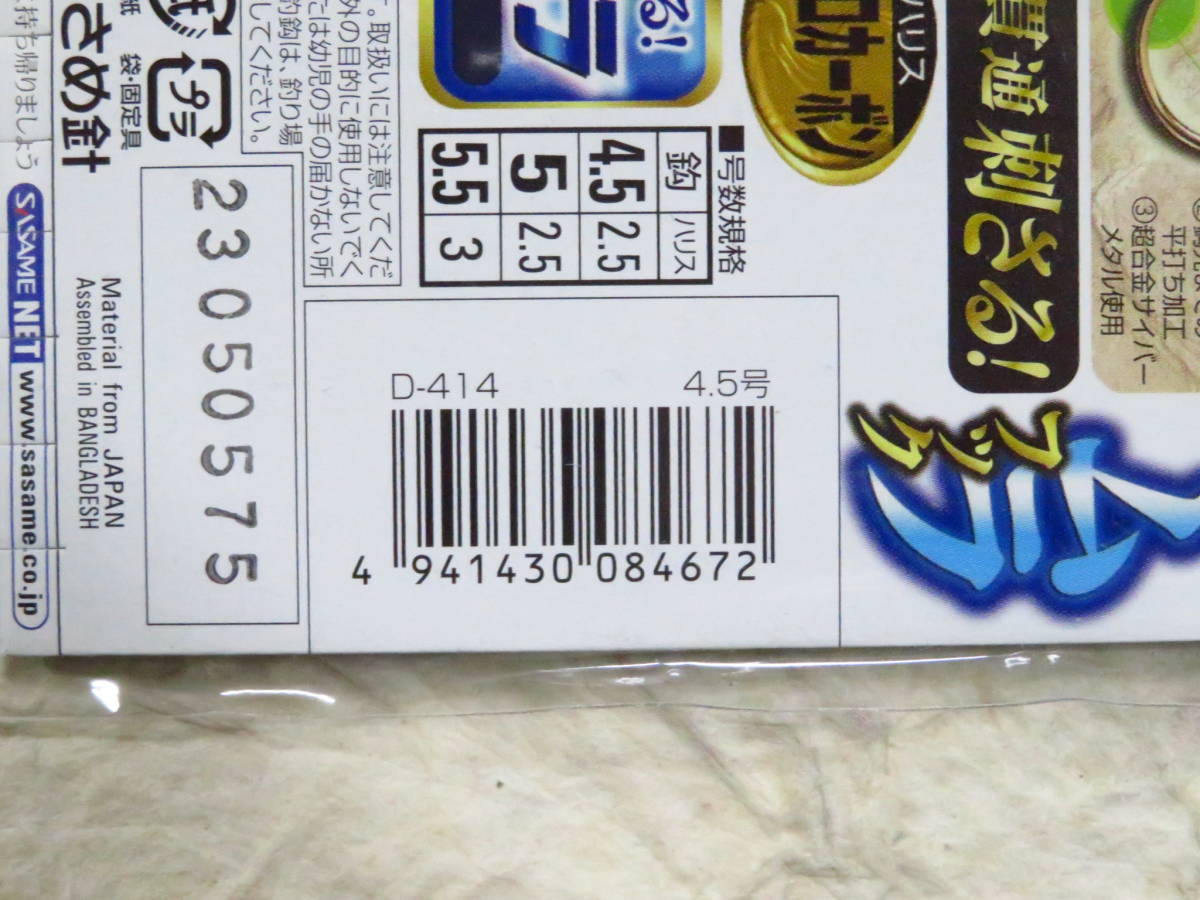 貫通刺さる!
③超合金サイバー
メタル使用
平打ち加工
ハリス
フック
■号数規格
鈎 ハリス
4.5 2.5
5 2.5
5.5 3
。取扱いには注意してくだ
外の目的に使用しないでく
たは幼児の手の届かない所
してください。
釣鈎は、釣り場
袋・固定具
紙
さめ針
持ち帰りましょう
SASAME NET www.sasame.co.jp
Material from JAPAN
Assembled in BANGLADESH
23050575
D-414 4.5号
4 941430 084672